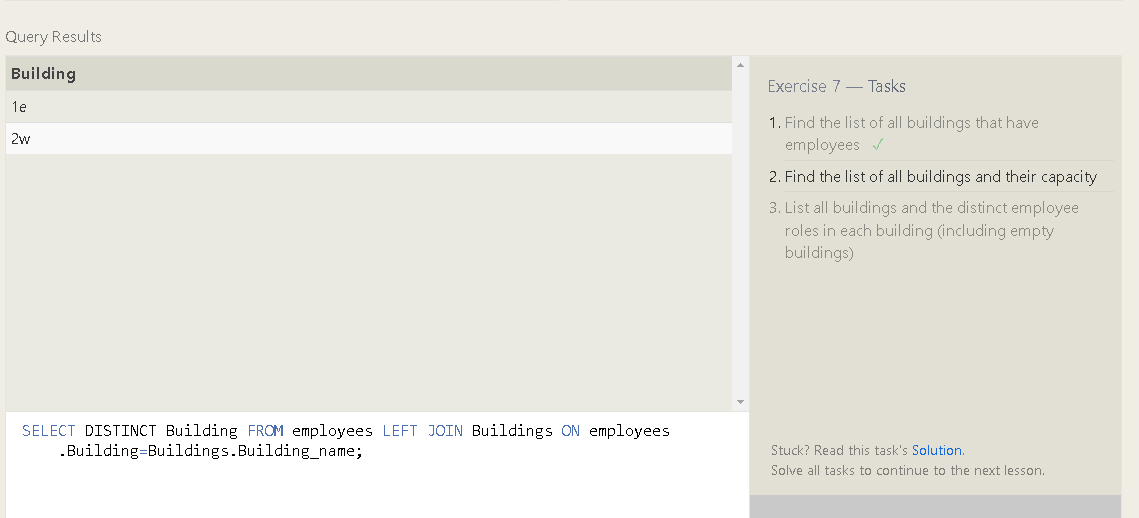 Query Results
Building
1e
2w
SELECT DISTINCT Building FROM employees LEFT JOIN Buildings ON employees
.Building=Buildings.Building_name;
Exercise 7 — Tasks
1. Find the list of all buildings that have
employees ✓
2. Find the list of all buildings and their capacity
3. List all buildings and the distinct employee
roles in each building (including empty
buildings)
Stuck? Read this task's Solution.
Solve all tasks to continue to the next lesson.